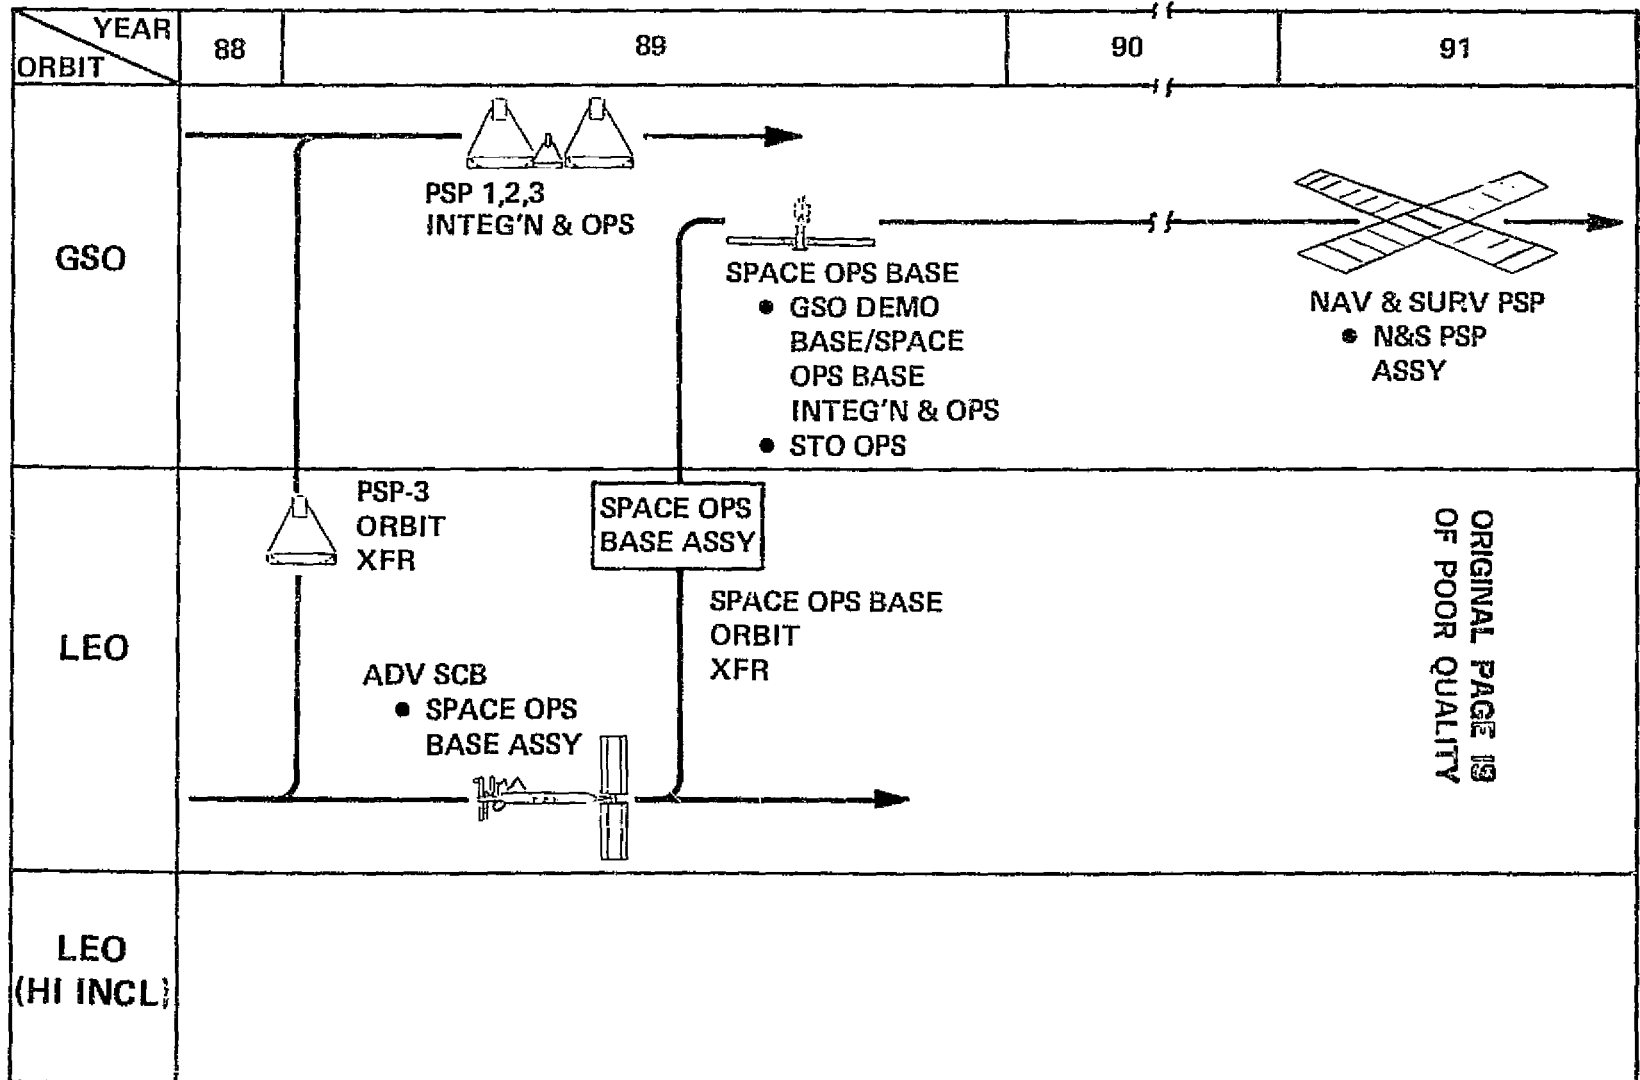 YEAR
ORBIT
88
89
90
91
GSO
PSP 1,2,3
INTEG'N & OPS
SPACE OPS BASE
• GSO DEMO
BASE/SPACE
OPS BASE
INTEG'N & OPS
• STO OPS
NAV & SURV PSP
• N&S PSP
ASSY
LEO
PSP-3
ORBIT
XFR
SPACE OPS
BASE ASSY
SPACE OPS BASE
ORBIT
XFR
ADV SCB
• SPACE OPS
BASE ASSY
ORIGINAL PAGE IS
OF POOR QUALITY
LEO
(HI INCL)